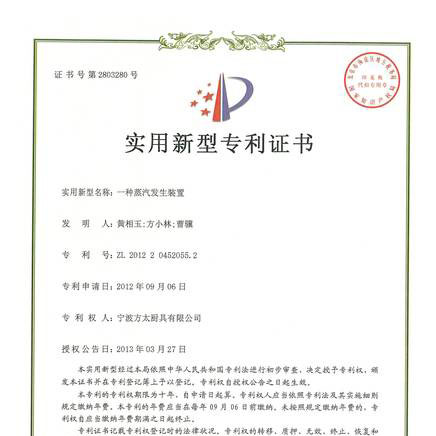 证书号第2803280号
实用新型专利证书
实用新型名称：一种蒸汽发生装置
发 明 人：黄相玉;方小林;曹骧
专 利 号：ZL 2012 2 0452055.2
专利申请日：2012年09月06日
专 利 权 人：宁波方太厨具有限公司
授权公告日：2013年03月27日
本实用新型经过本局依照中华人民共和国专利法进行初步审查，决定授予专利权，颁
发本证书并在专利登记簿上予以登记。专利权自授权公告之日起生效。
本专利的专利权期限为十年，自申请日起算。专利权人应当依照专利法及其实施细则
规定缴纳年费。本专利的年费应当在每年09月06日前缴纳。未按照规定缴纳年费的，专
利权自应当缴纳年费期满之日起终止。
专利证书记载专利权登记时的法律状况。专利权的转移、质押、无效、终止、恢复和